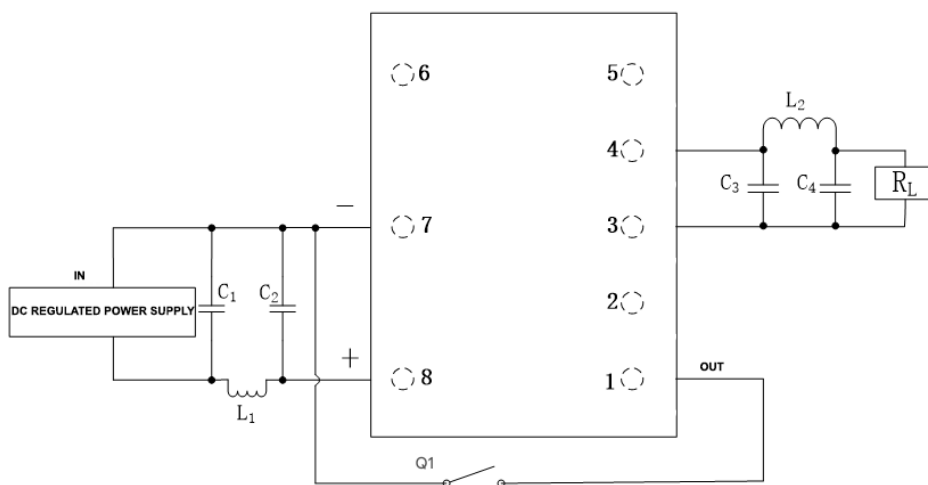 6
5
L2
4
C3
C4
RL
−
7
3
IN
DC REGULATED POWER SUPPLY
C1
C2
2
+
8
1
OUT
L1
Q1